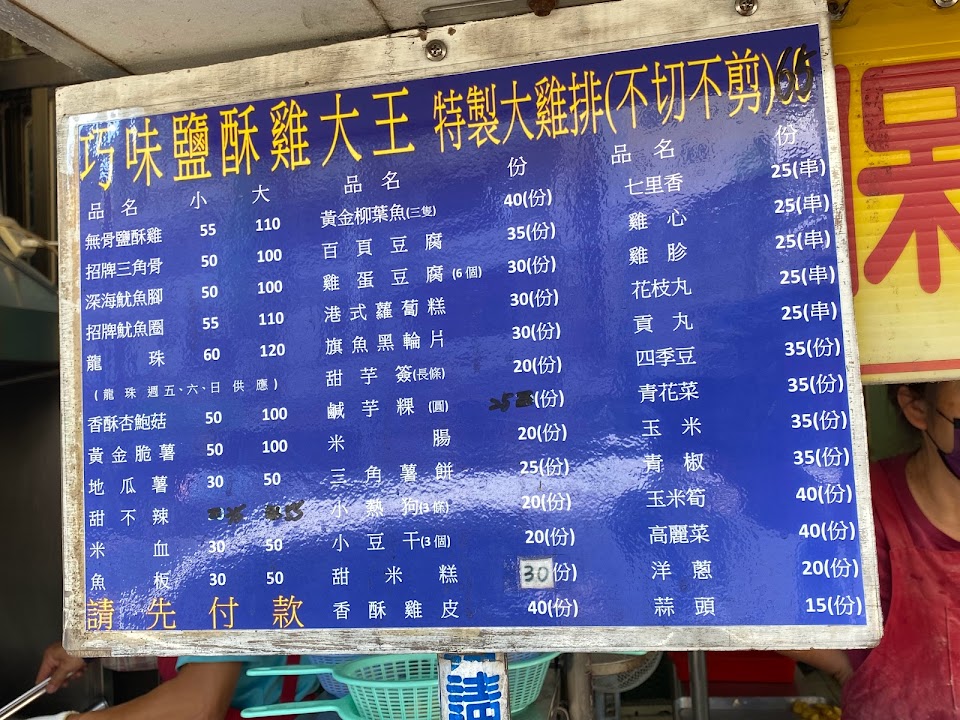 巧味鹽酥雞大王 特製大雞排(不切不剪)65
品名 小 大
無骨鹽酥雞 55 110
招牌三角骨 50 100
深海魷魚腳 50 100
招牌魷魚圈 55 110
龍珠 60 120
(龍珠週五、六、日供應)
香酥杏鮑菇 50 100
黃金脆薯 50 100
地瓜薯 30 50
甜不辣
米血 30 50
魚板 30 50
請先付款
品名 份
黃金柳葉魚(三隻) 40(份)
百頁豆腐 35(份)
雞蛋豆腐(6個) 30(份)
港式蘿蔔糕 30(份)
旗魚黑輪片 30(份)
甜芋簽(長條) 20(份)
鹹芋粿(圓) (份)
米腸 20(份)
三角薯餅 25(份)
小熱狗(3條) 20(份)
小豆干(3個) 20(份)
甜米糕 30(份)
香酥雞皮 40(份)
品名 份
七里香 25(串)
雞心 25(串)
雞胗 25(串)
花枝丸 25(串)
貢丸 25(串)
四季豆 35(份)
青花菜 35(份)
玉米 35(份)
青椒 35(份)
玉米筍 40(份)
高麗菜 40(份)
洋蔥 20(份)
蒜頭 15(份)